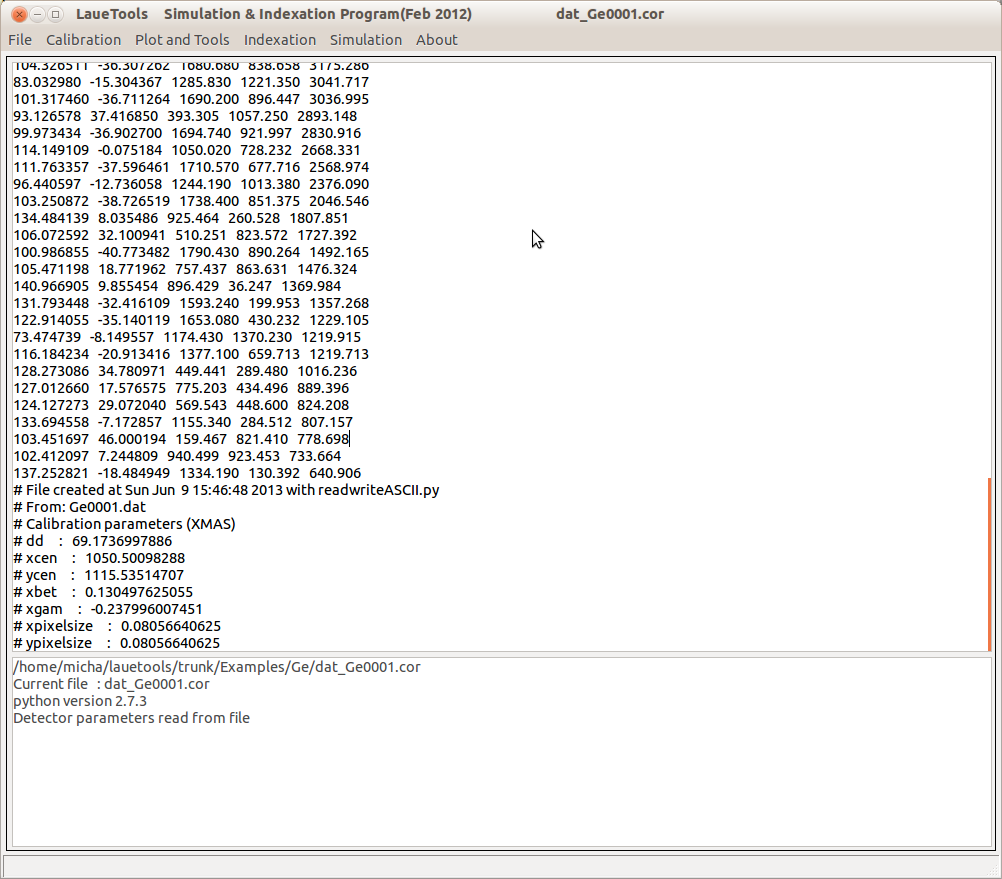 LaueTools Simulation & Indexation Program(Feb 2012) dat_Ge0001.cor
File Calibration Plot and Tools Indexation Simulation About
104.326511 -36.307262 1680.680 838.658 3175.286
83.032980 -15.304367 1285.830 1221.350 3041.717
101.317460 -36.711264 1690.200 896.447 3036.995
93.126578 37.416850 393.305 1057.250 2893.148
99.973434 -36.902700 1694.740 921.997 2830.916
114.149109 -0.075184 1050.020 728.232 2668.331
111.763357 -37.596461 1710.570 677.716 2568.974
96.440597 -12.736058 1244.190 1013.380 2376.090
103.250872 -38.726519 1738.400 851.375 2046.546
134.484139 8.035486 925.464 260.528 1807.851
106.072592 32.100941 510.251 823.572 1727.392
100.986855 -40.773482 1790.430 890.264 1492.165
105.471198 18.771962 757.437 863.631 1476.324
140.966905 9.855454 896.429 36.247 1369.984
131.793448 -32.416109 1593.240 199.953 1357.268
122.914055 -35.140119 1653.080 430.232 1229.105
73.474739 -8.149557 1174.430 1370.230 1219.915
116.184234 -20.913416 1377.100 659.713 1219.713
128.273086 34.780971 449.441 289.480 1016.236
127.012660 17.576575 775.203 434.496 889.396
124.127273 29.072040 569.543 448.600 824.208
133.694558 -7.172857 1155.340 284.512 807.157
103.451697 46.000194 159.467 821.410 778.698
102.412097 7.244809 940.499 923.453 733.664
137.252821 -18.484949 1334.190 130.392 640.906
# File created at Sun Jun 9 15:46:48 2013 with readwriteASCII.py
# From: Ge0001.dat
# Calibration parameters (XMAS)
# dd : 69.1736997886
# xcen : 1050.50098288
# ycen : 1115.53514707
# xbet : 0.130497625055
# xgam : -0.237996007451
# xpixelsize : 0.08056640625
# ypixelsize : 0.08056640625
/home/micha/lauetools/trunk/Examples/Ge/dat_Ge0001.cor
Current file : dat_Ge0001.cor
python version 2.7.3
Detector parameters read from file